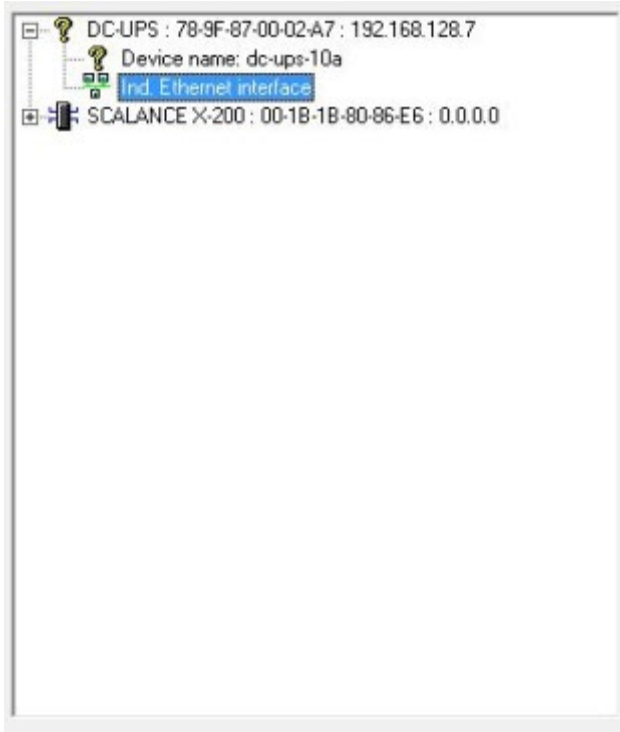 DC-UPS : 78-9F-87-00-02-A7 : 192.168.128.7
Device name: dc-ups-10a
Ind. Ethernet interface
SCALANCE X-200 : 00-1B-1B-80-86-E6 : 0.0.0.0